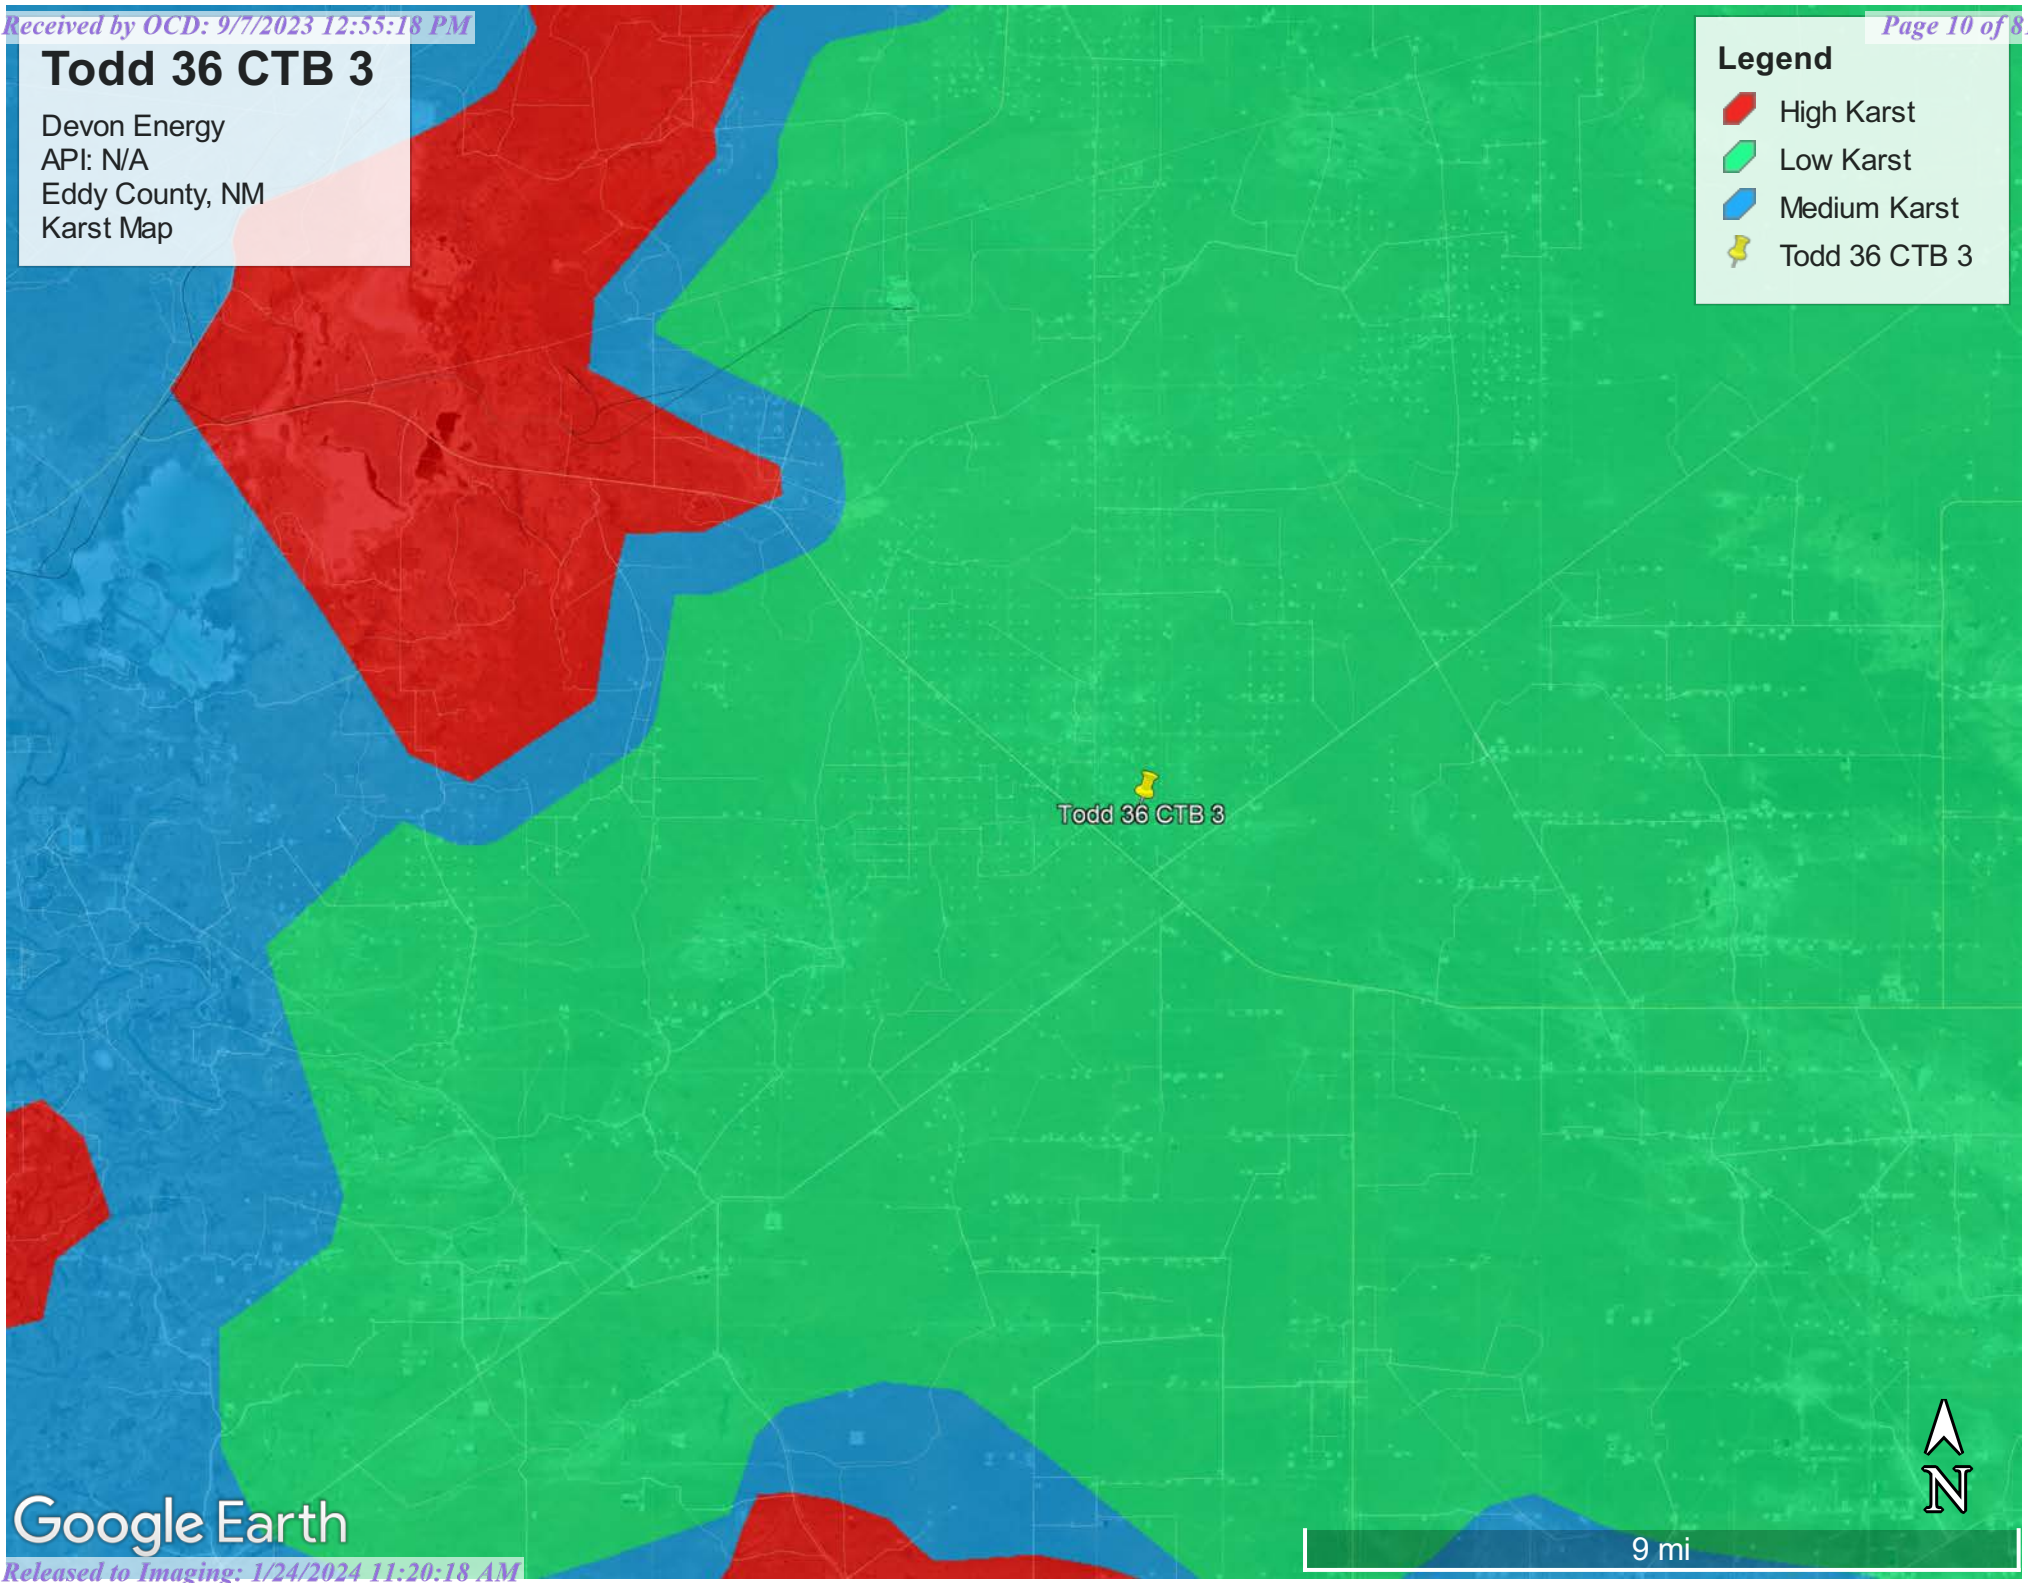 Received by OCD: 9/7/2023 12:55:18 PM
Page 10 of 8
Todd 36 CTB 3
Devon Energy
API: N/A
Eddy County, NM
Karst Map
Legend
High Karst
Low Karst
Medium Karst
Todd 36 CTB 3
Todd 36 CTB 3
N
Google Earth
9 mi
Released to Imaging: 1/24/2024 11:20:18 AM